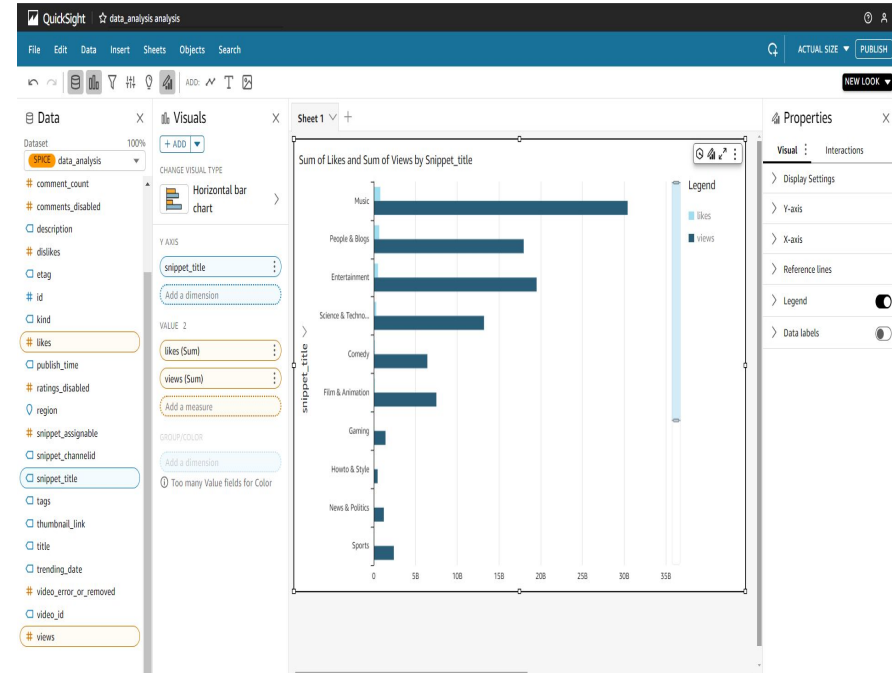 QuickSight
data_analysis analysis
File Edit Data Insert Sheets Objects Search
ACTUAL SIZE
PUBLISH
ADD:
NEW LOOK
Data
Dataset 100%
SPICE data_analysis
# comment_count
# comments_disabled
description
# dislikes
etag
# id
kind
# likes
publish_time
# ratings_disabled
region
# snippet_assignable
snippet_channelid
snippet_title
tags
thumbnail_link
title
trending_date
# video_error_or_removed
video_id
# views
Visuals
+ ADD
CHANGE VISUAL TYPE
Horizontal bar
chart
Y AXIS
snippet_title
Add a dimension
VALUE 2
likes (Sum)
views (Sum)
Add a measure
GROUP/COLOR
Add a dimension
Too many Value fields for Color
Sheet 1
Sum of Likes and Sum of Views by Snippet_title
snippet_title
Music
People & Blogs
Entertainment
Science & Techno...
Comedy
Film & Animation
Gaming
Howto & Style
News & Politics
Sports
0 5B 10B 15B 20B 25B 30B 35B
Legend
likes
views
Properties
Visual Interactions
Display Settings
Y-axis
X-axis
Reference lines
Legend
Data labels